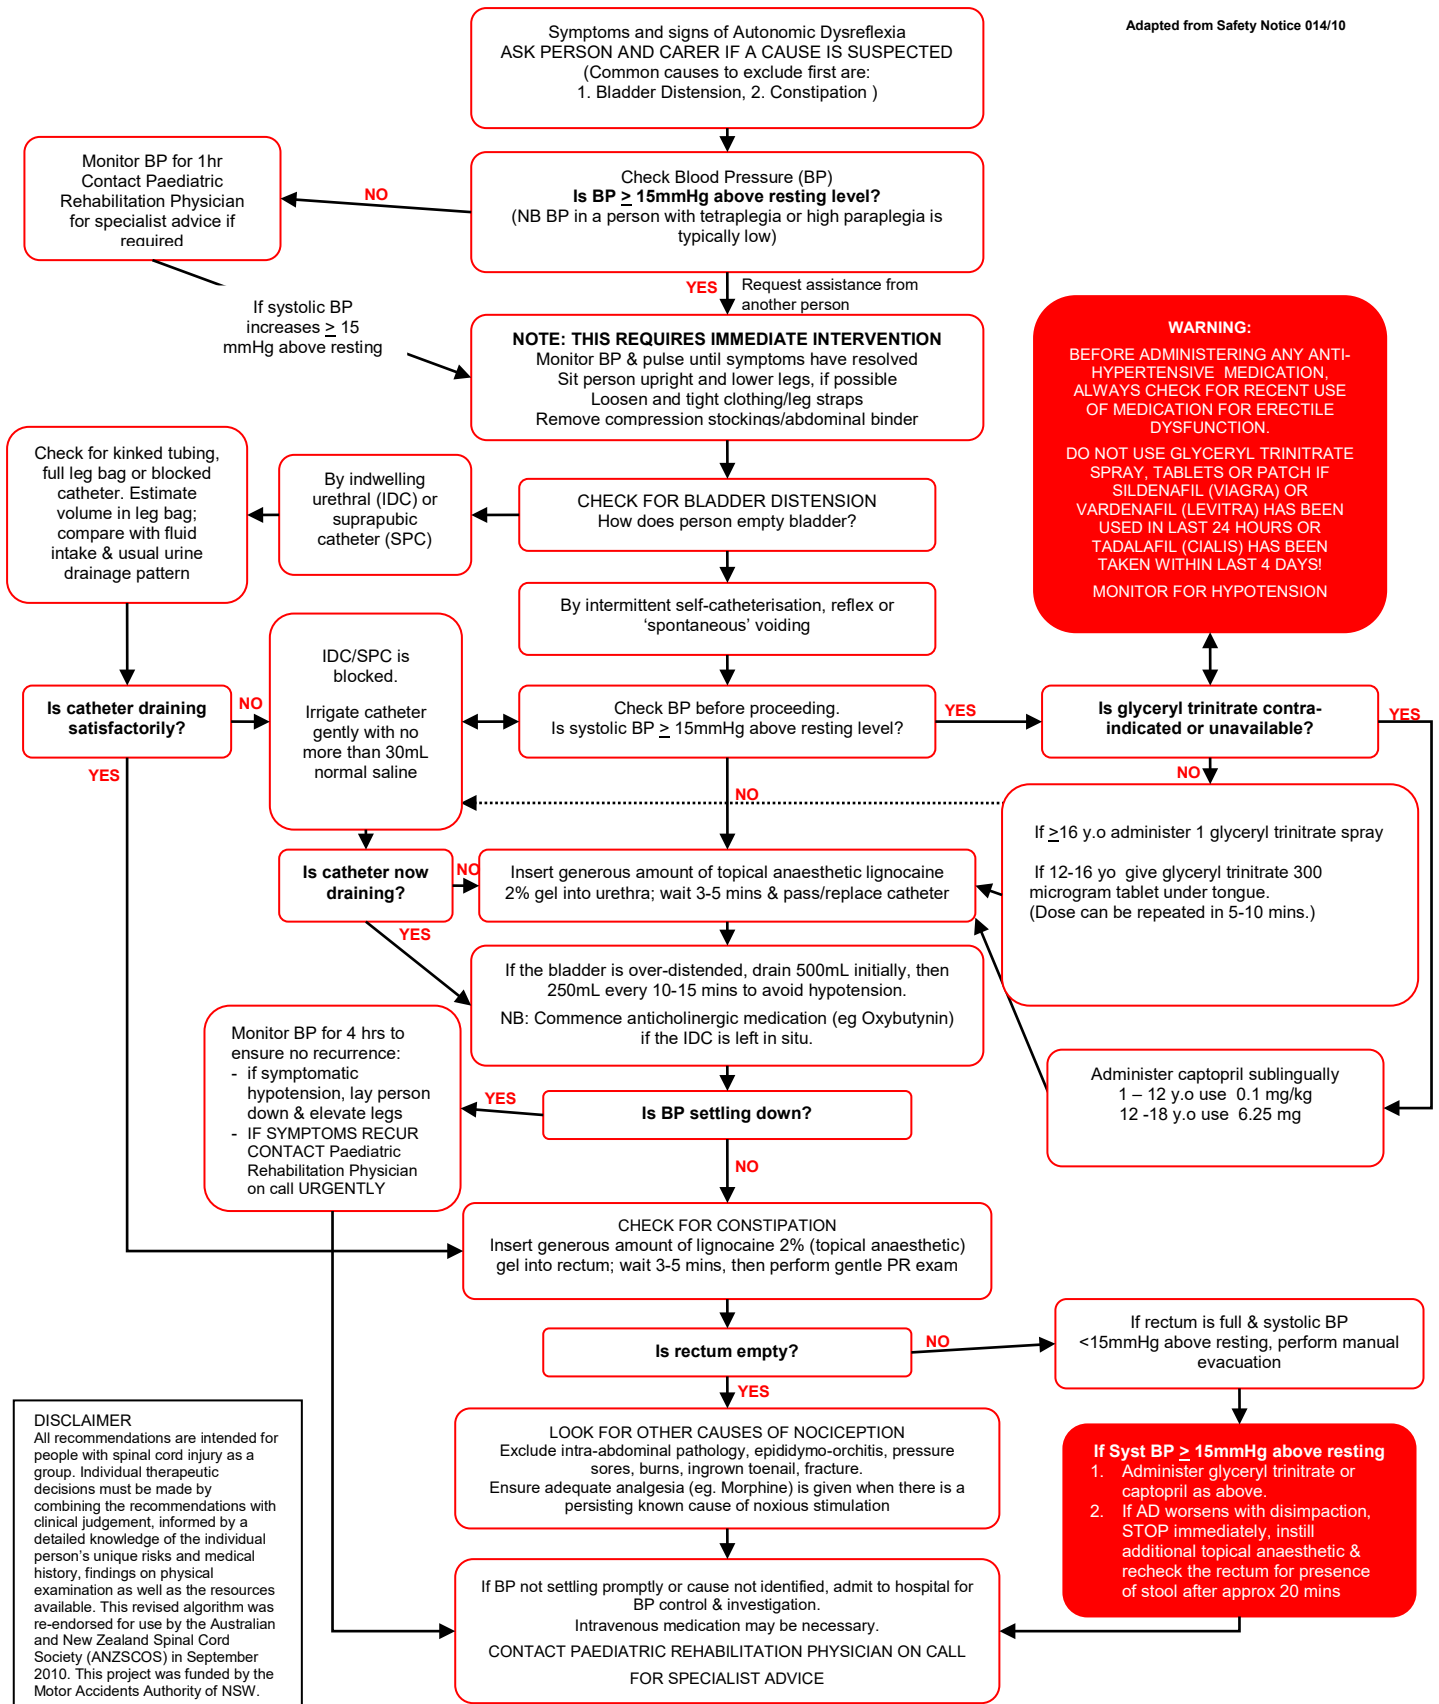 Adapted from Safety Notice 014/10
Symptoms and signs of Autonomic Dysreflexia
ASK PERSON AND CARER IF A CAUSE IS SUSPECTED
(Common causes to exclude first are:
1. Bladder Distension, 2. Constipation )
Monitor BP for 1hr
Contact Paediatric
Rehabilitation Physician
for specialist advice if
required
NO
Check Blood Pressure (BP)
Is BP > 15mmHg above resting level?
(NB BP in a person with tetraplegia or high paraplegia is
typically low)
YES
Request assistance from
another person
If systolic BP
increases > 15
mmHg above resting
NOTE: THIS REQUIRES IMMEDIATE INTERVENTION
Monitor BP & pulse until symptoms have resolved
Sit person upright and lower legs, if possible
Loosen and tight clothing/leg straps
Remove compression stockings/abdominal binder
WARNING:
BEFORE ADMINISTERING ANY ANTI-
HYPERTENSIVE MEDICATION,
ALWAYS CHECK FOR RECENT USE
OF MEDICATION FOR ERECTILE
DYSFUNCTION.
DO NOT USE GLYCERYL TRINITRATE
SPRAY, TABLETS OR PATCH IF
SILDENAFIL (VIAGRA) OR
VARDENAFIL (LEVITRA) HAS BEEN
USED IN LAST 24 HOURS OR
TADALAFIL (CIALIS) HAS BEEN
TAKEN WITHIN LAST 4 DAYS!
MONITOR FOR HYPOTENSION
Check for kinked tubing,
full leg bag or blocked
catheter. Estimate
volume in leg bag;
compare with fluid
intake & usual urine
drainage pattern
By indwelling
urethral (IDC) or
suprapubic
catheter (SPC)
CHECK FOR BLADDER DISTENSION
How does person empty bladder?
By intermittent self-catheterisation, reflex or
‘spontaneous’ voiding
Is catheter draining
satisfactorily?
NO
YES
IDC/SPC is
blocked.
Irrigate catheter
gently with no
more than 30mL
normal saline
Check BP before proceeding.
Is systolic BP > 15mmHg above resting level?
YES
NO
Is glyceryl trinitrate contra-
indicated or unavailable?
YES
NO
If >16 y.o administer 1 glyceryl trinitrate spray
If 12-16 yo give glyceryl trinitrate 300
microgram tablet under tongue.
(Dose can be repeated in 5-10 mins.)
Is catheter now
draining?
NO
YES
Insert generous amount of topical anaesthetic lignocaine
2% gel into urethra; wait 3-5 mins & pass/replace catheter
If the bladder is over-distended, drain 500mL initially, then
250mL every 10-15 mins to avoid hypotension.
NB: Commence anticholinergic medication (eg Oxybutynin)
if the IDC is left in situ.
Administer captopril sublingually
1 – 12 y.o use 0.1 mg/kg
12 -18 y.o use 6.25 mg
Monitor BP for 4 hrs to
ensure no recurrence:
- if symptomatic
hypotension, lay person
down & elevate legs
- IF SYMPTOMS RECUR
CONTACT Paediatric
Rehabilitation Physician
on call URGENTLY
YES
Is BP settling down?
NO
CHECK FOR CONSTIPATION
Insert generous amount of lignocaine 2% (topical anaesthetic)
gel into rectum; wait 3-5 mins, then perform gentle PR exam
Is rectum empty?
NO
YES
If rectum is full & systolic BP
<15mmHg above resting, perform manual
evacuation
LOOK FOR OTHER CAUSES OF NOCICEPTION
Exclude intra-abdominal pathology, epididymo-orchitis, pressure
sores, burns, ingrown toenail, fracture.
Ensure adequate analgesia (eg. Morphine) is given when there is a
persisting known cause of noxious stimulation
If Syst BP > 15mmHg above resting
1. Administer glyceryl trinitrate or
captopril as above.
2. If AD worsens with disimpaction,
STOP immediately, instill
additional topical anaesthetic &
recheck the rectum for presence
of stool after approx 20 mins
If BP not settling promptly or cause not identified, admit to hospital for
BP control & investigation.
Intravenous medication may be necessary.
CONTACT PAEDIATRIC REHABILITATION PHYSICIAN ON CALL
FOR SPECIALIST ADVICE
DISCLAIMER
All recommendations are intended for
people with spinal cord injury as a
group. Individual therapeutic
decisions must be made by
combining the recommendations with
clinical judgement, informed by a
detailed knowledge of the individual
person’s unique risks and medical
history, findings on physical
examination as well as the resources
available. This revised algorithm was
re-endorsed for use by the Australian
and New Zealand Spinal Cord
Society (ANZSCOS) in September
2010. This project was funded by the
Motor Accidents Authority of NSW.